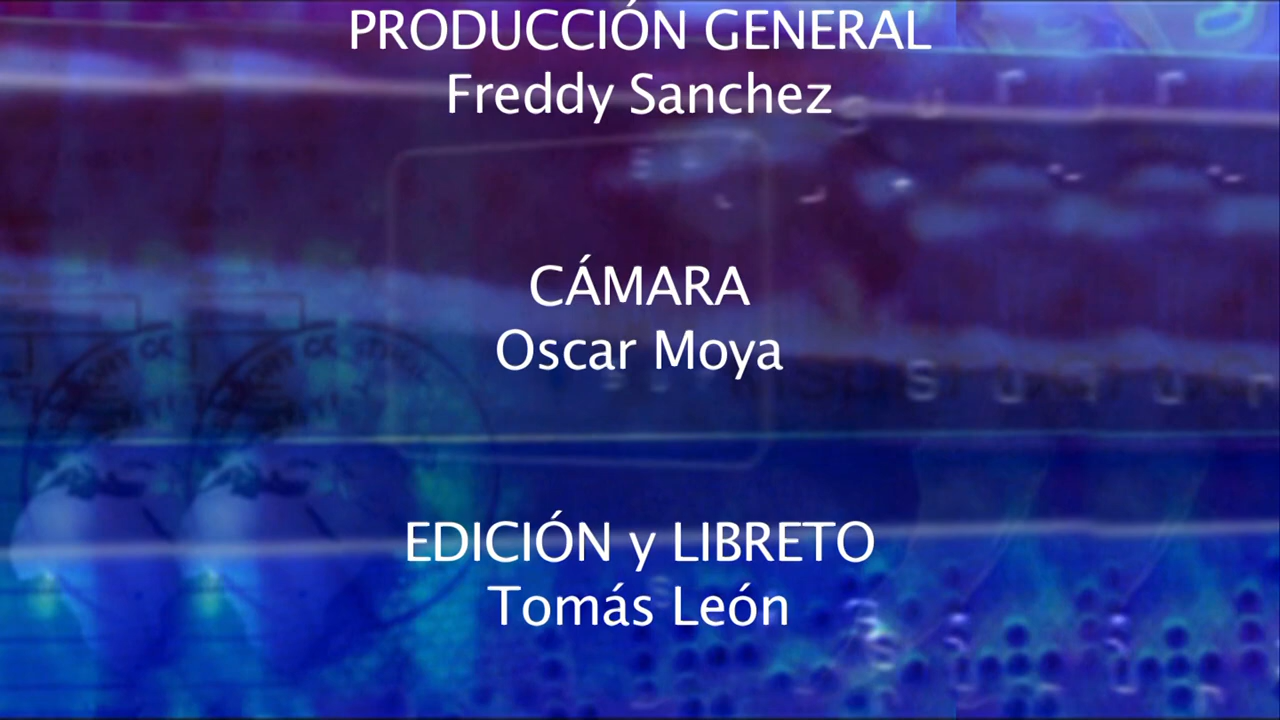 PRODUCCIÓN GENERAL
Freddy Sanchez
CÁMARA
Oscar Moya
EDICIÓN y LIBRETO
Tomás León